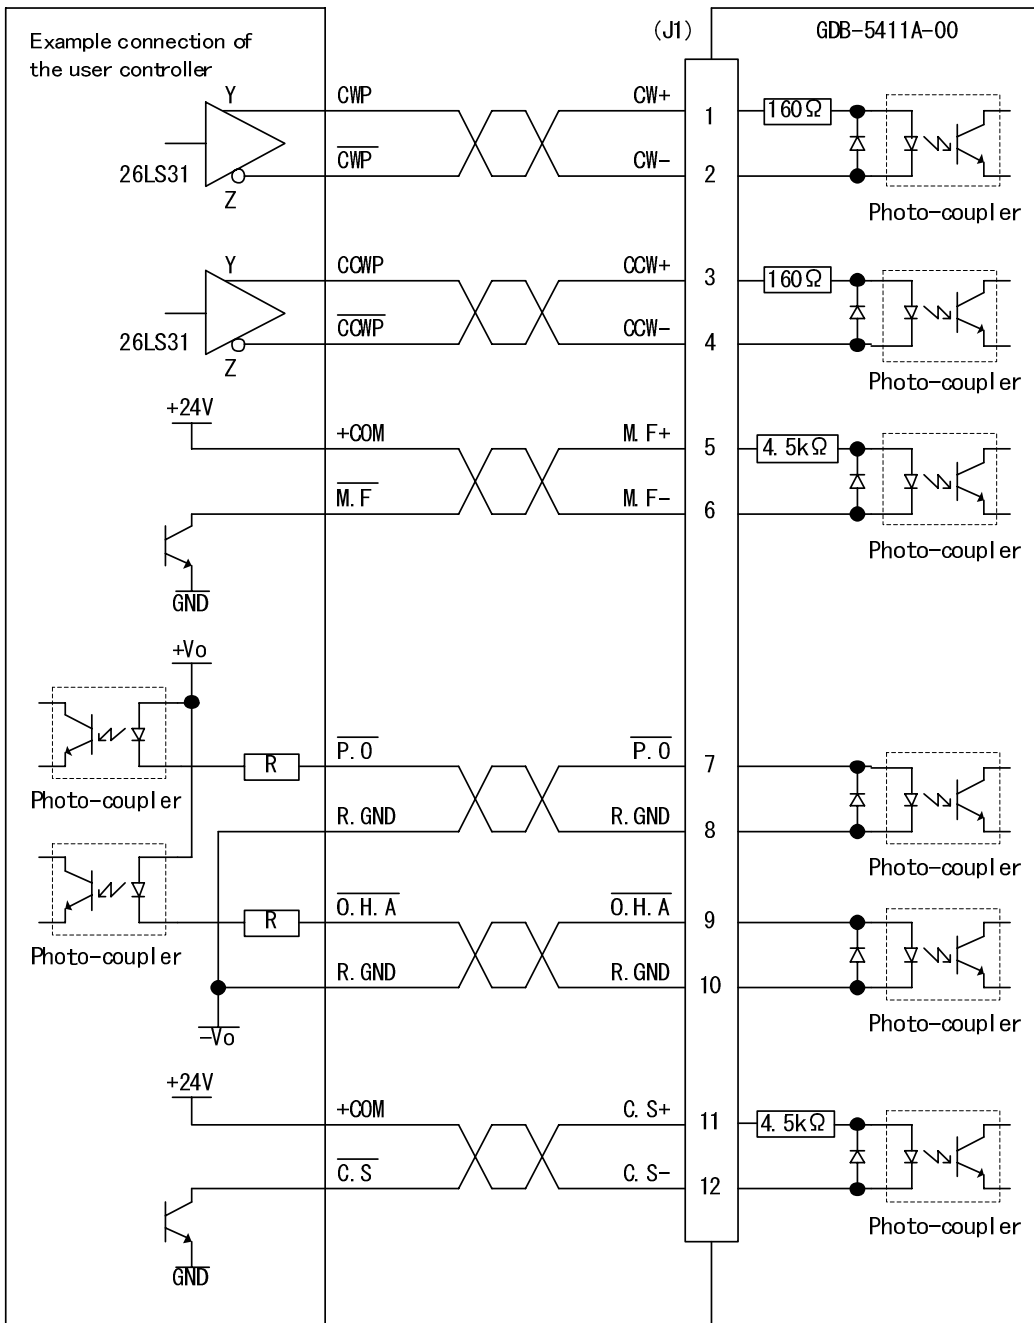 Example connection of
the user controller
(J1)
GDB-5411A-00
Y
CWP
CW+
1
160Ω
26LS31
Z
C̅W̅P̅
CW-
2
Photo-coupler
Y
CCWP
CCW+
3
160Ω
26LS31
Z
C̅C̅W̅P̅
CCW-
4
Photo-coupler
+24V
+COM
M.F+
5
4.5kΩ
M̅.̅F̅
M.F-
6
Photo-coupler
GND
+Vo
R
P̅.̅O̅
P̅.̅O̅
7
Photo-coupler
R.GND
R.GND
8
Photo-coupler
R
O̅.̅H̅.̅A̅
O̅.̅H̅.̅A̅
9
Photo-coupler
R.GND
R.GND
10
Photo-coupler
-Vo
+24V
+COM
C.S+
11
4.5kΩ
C̅.̅S̅
C.S-
12
Photo-coupler
GND